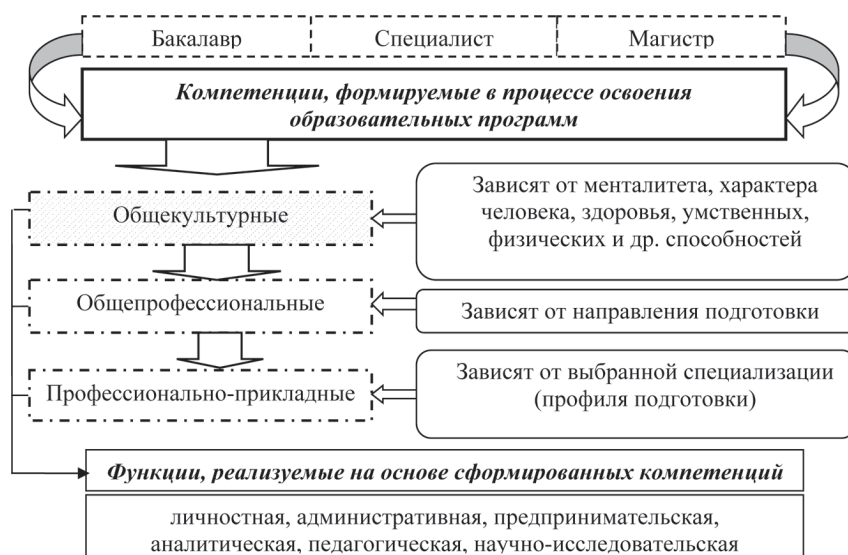 Бакалавр
Специалист
Магистр
Компетенции, формируемые в процессе освоения
образовательных программ
Общекультурные
Зависят от менталитета, характера
человека, здоровья, умственных,
физических и др. способностей
Общепрофессиональные
Зависят от направления подготовки
Профессионально-прикладные
Зависят от выбранной специализации
(профиля подготовки)
Функции, реализуемые на основе сформированных компетенций
личностная, административная, предпринимательская,
аналитическая, педагогическая, научно-исследовательская